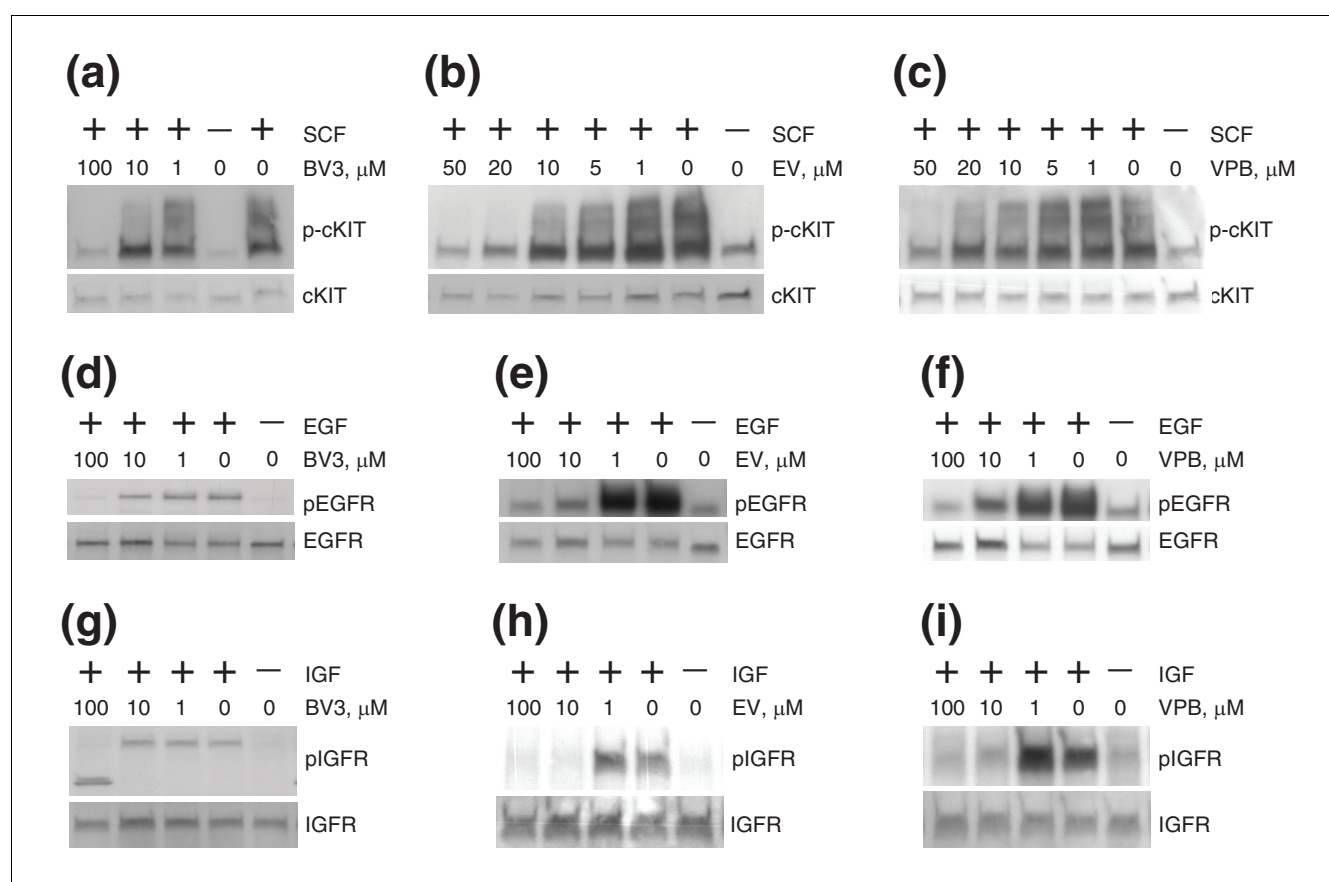 (a)
+ + + — + SCF
100 10 1 0 0 BV3, μM
p-cKIT
cKIT
(b)
+ + + + + + — SCF
50 20 10 5 1 0 0 EV, μM
p-cKIT
cKIT
(c)
+ + + + + + — SCF
50 20 10 5 1 0 0 VPB, μM
p-cKIT
cKIT
(d)
+ + + + — EGF
100 10 1 0 0 BV3, μM
pEGFR
EGFR
(e)
+ + + + — EGF
100 10 1 0 0 EV, μM
pEGFR
EGFR
(f)
+ + + + — EGF
100 10 1 0 0 VPB, μM
pEGFR
EGFR
(g)
+ + + + — IGF
100 10 1 0 0 BV3, μM
pIGFR
IGFR
(h)
+ + + + — IGF
100 10 1 0 0 EV, μM
pIGFR
IGFR
(i)
+ + + + — IGF
100 10 1 0 0 VPB, μM
pIGFR
IGFR